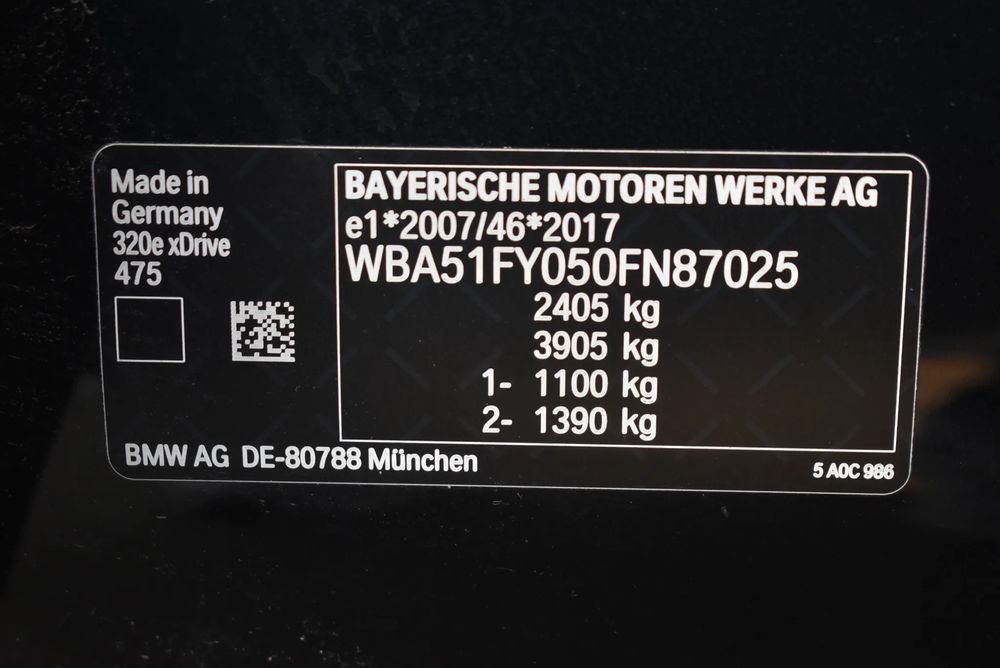 Made in
Germany
320e xDrive
475
BAYERISCHE MOTOREN WERKE AG
e1*2007/46*2017
WBA51FY050FN87025
2405 kg
3905 kg
1- 1100 kg
2- 1390 kg
BMW AG DE-80788 München
5 A0C 986